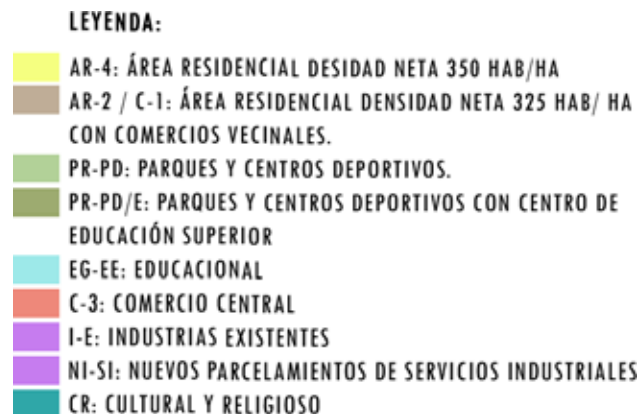 LEYENDA:
AR-4: ÁREA RESIDENCIAL DESIDAD NETA 350 HAB/HA
AR-2 / C-1: ÁREA RESIDENCIAL DENSIDAD NETA 325 HAB/ HA
CON COMERCIOS VECINALES.
PR-PD: PARQUES Y CENTROS DEPORTIVOS.
PR-PD/E: PARQUES Y CENTROS DEPORTIVOS CON CENTRO DE
EDUCACIÓN SUPERIOR
EG-EE: EDUCACIONAL
C-3: COMERCIO CENTRAL
I-E: INDUSTRIAS EXISTENTES
NI-SI: NUEVOS PARCELAMIENTOS DE SERVICIOS INDUSTRIALES
CR: CULTURAL Y RELIGIOSO